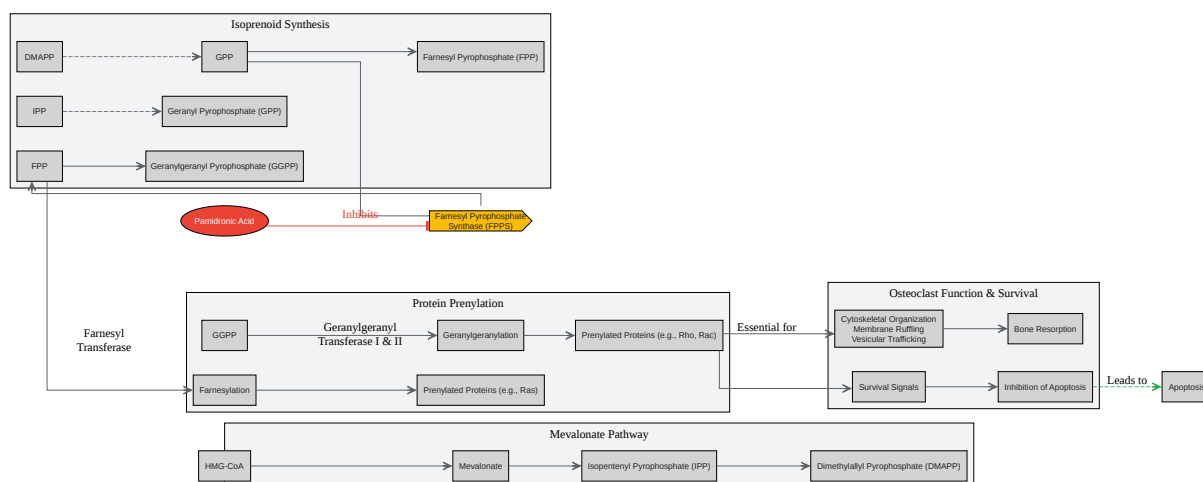 Isoprenoid Synthesis
DMAPP
GPP
Farnesyl Pyrophosphate (FPP)
IPP
Geranyl Pyrophosphate (GPP)
FPP
Geranylgeranyl Pyrophosphate (GGPP)
Pamidronic Acid
Inhibits
Farnesyl Pyrophosphate
Synthase (FPPS)
Farnesyl
Transferase
Protein Prenylation
GGPP
Geranylgeranyl
Transferase I & II
Geranylgeranylation
Prenylated Proteins (e.g., Rho, Rac)
Essential for
Farnesylation
Prenylated Proteins (e.g., Ras)
Osteoclast Function & Survival
Cytoskeletal Organization
Membrane Ruffling
Vesicular Trafficking
Bone Resorption
Survival Signals
Inhibition of Apoptosis
Leads to
Apoptosis
Mevalonate Pathway
HMG-CoA
Mevalonate
Isopentenyl Pyrophosphate (IPP)
Dimethylallyl Pyrophosphate (DMAPP)